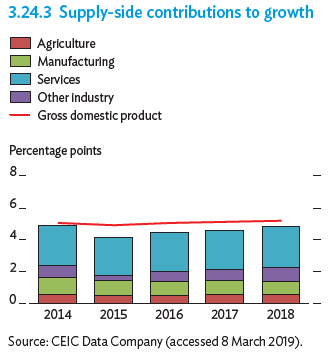 3.24.3 Supply-side contributions to growth
Agriculture
Manufacturing
Services
Other industry
Gross domestic product
Percentage points
8
6
4
2
0
2014 2015 2016 2017 2018
Source: CEIC Data Company (accessed 8 March 2019).